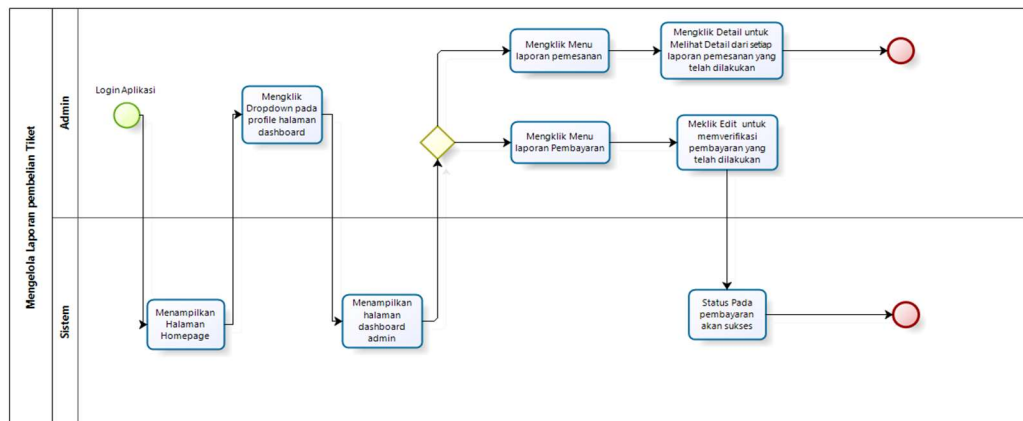 Mengelola Laporan pembelian Tiket
Admin
Login Aplikasi
Mengklik
Dropdown pada
profile halaman
dashboard
Mengklik Menu
laporan pemesanan
Mengklik Detail untuk
Melihat Detail dari setiap
laporan pemesanan yang
telah dilakukan
Mengklik Menu
laporan Pembayaran
Meklik Edit untuk
memverifikasi
pembayaran yang
telah dilakukan
Sistem
Menampilkan
Halaman
Homepage
Menampilkan
halaman
dashboard
admin
Status Pada
pembayaran
akan sukses